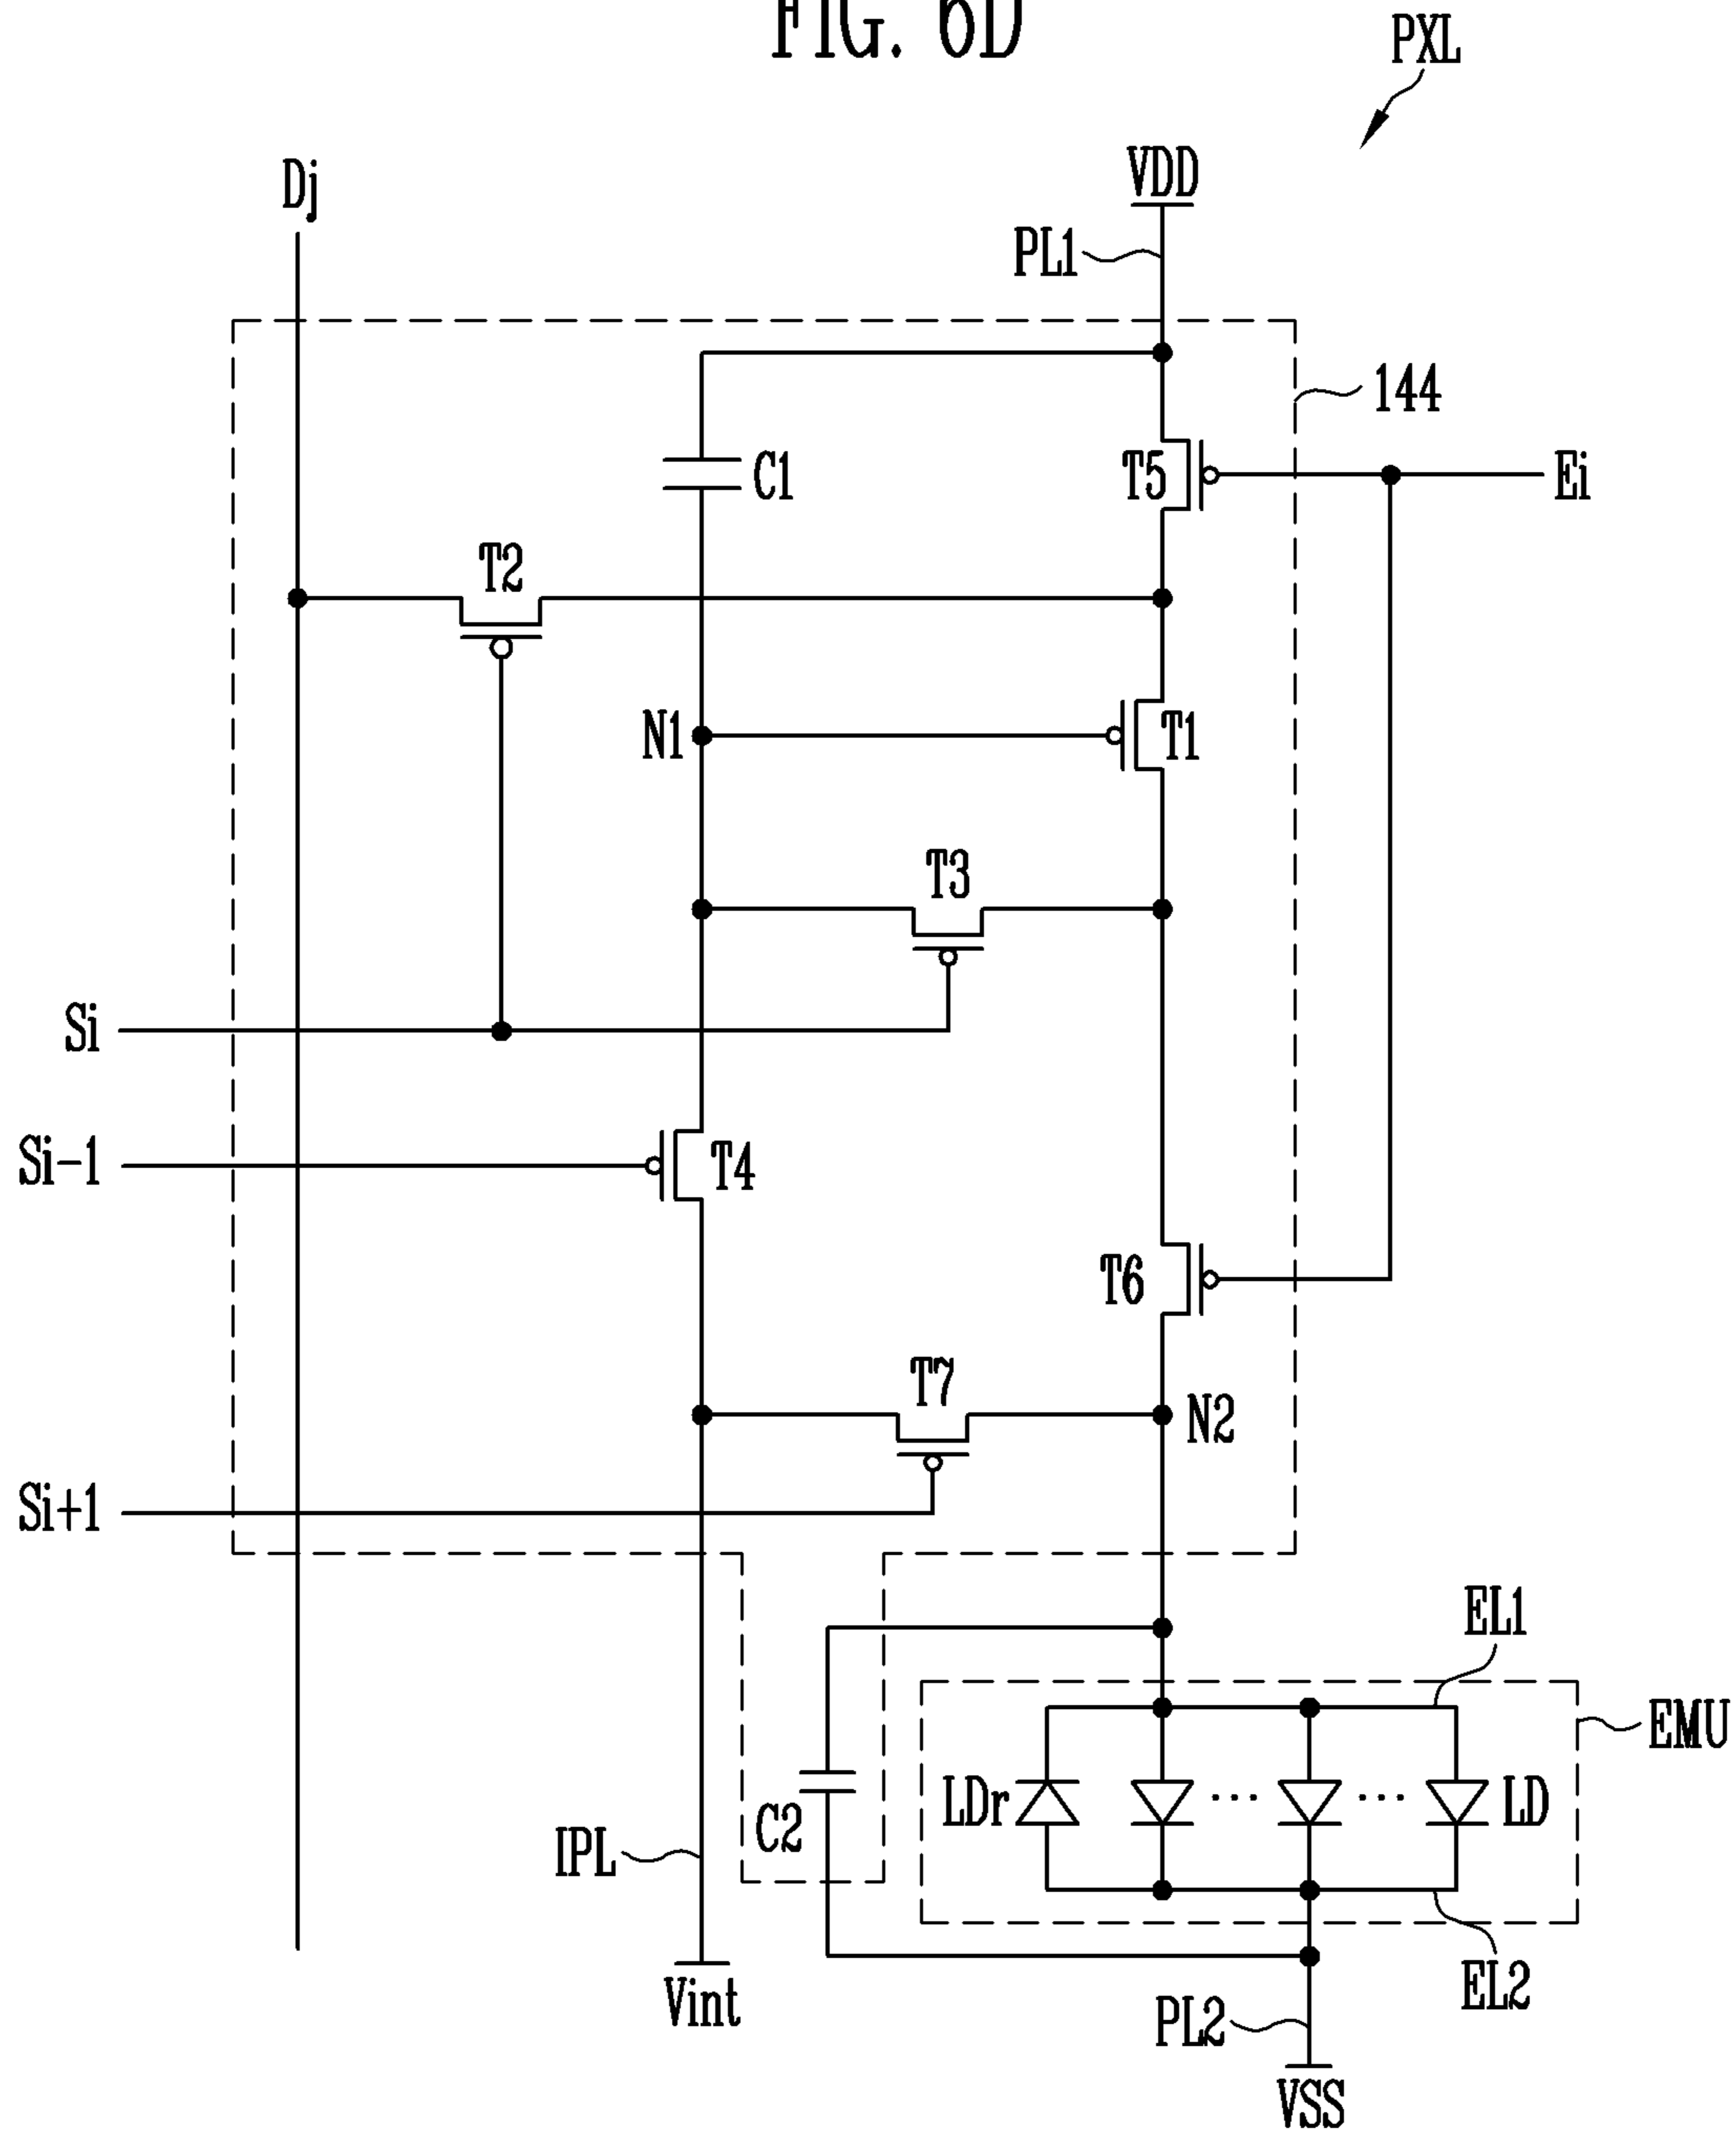 FIG. 6D
PXL
Dj
VDD
PL1
144
C1
T5
Ei
T2
N1
T1
T3
Si
Si-1
T4
T6
T7
N2
Si+1
EL1
EMU
LDr
... ...
LD
C2
IPL
EL2
Vint
PL2
VSS